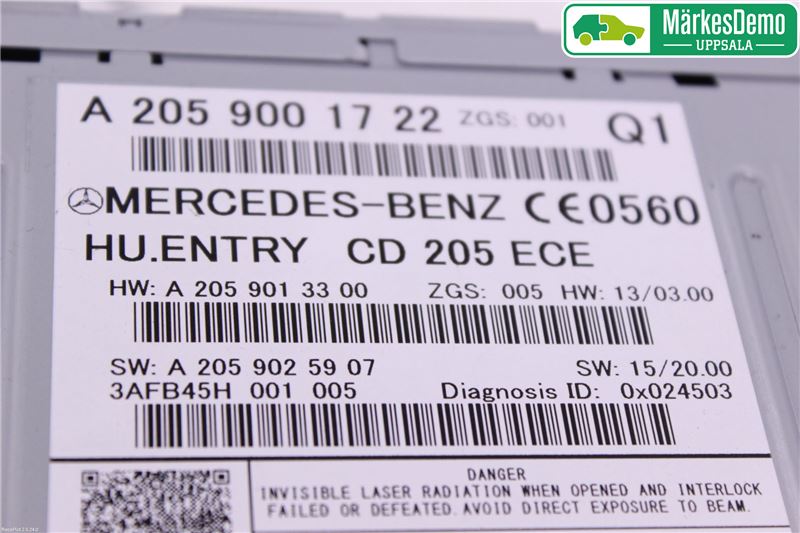 MärkesDemo
UPPSALA
A 205 900 17 22 ZGS: 001 Q1
MERCEDES-BENZ CE0560
HU.ENTRY CD 205 ECE
HW: A 205 901 33 00 ZGS: 005 HW: 13/03.00
SW: A 205 902 59 07 SW: 15/20.00
3AFB45H 001 005 Diagnosis ID: 0x024503
DANGER
INVISIBLE LASER RADIATION WHEN OPENED AND INTERLOCK
FAILED OR DEFEATED. AVOID DIRECT EXPOSURE TO BEAM.